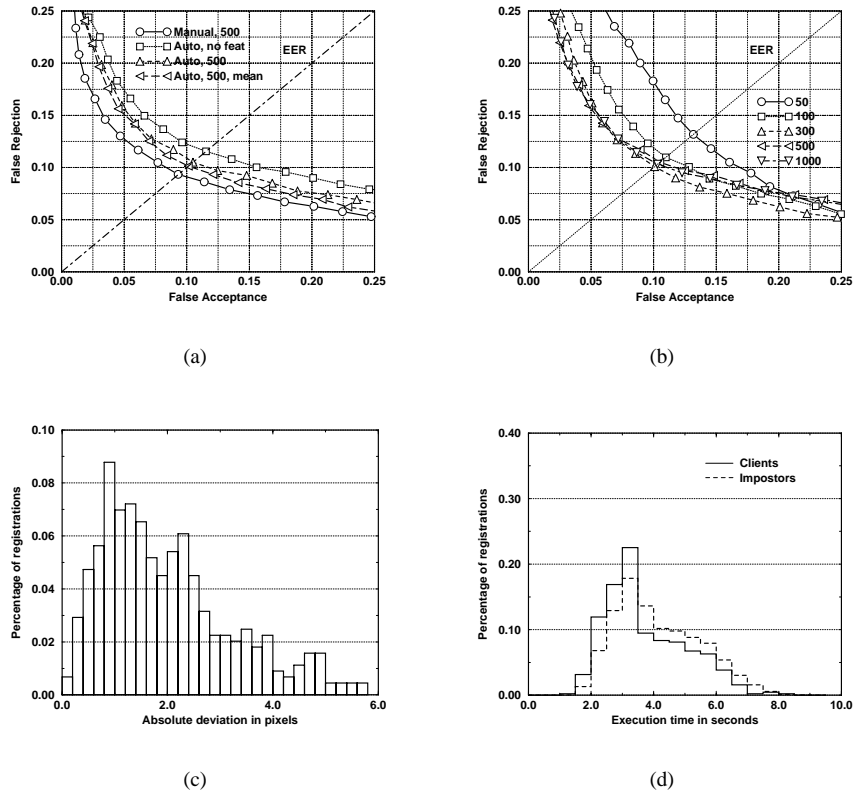 0.25
0.20
0.15
0.10
0.05
0.00
False Rejection
Manual, 500
Auto, no feat
Auto, 500
Auto, 500, mean
EER
0.00 0.05 0.10 0.15 0.20 0.25
False Acceptance
(a)
0.25
0.20
0.15
0.10
0.05
0.00
False Rejection
EER
50
100
300
500
1000
0.00 0.05 0.10 0.15 0.20 0.25
False Acceptance
(b)
0.10
0.08
0.06
0.04
0.02
0.00
Percentage of registrations
0.0 2.0 4.0 6.0
Absolute deviation in pixels
(c)
0.40
0.30
0.20
0.10
0.00
Percentage of registrations
Clients
Impostors
0.0 2.0 4.0 6.0 8.0 10.0
Execution time in seconds
(d)